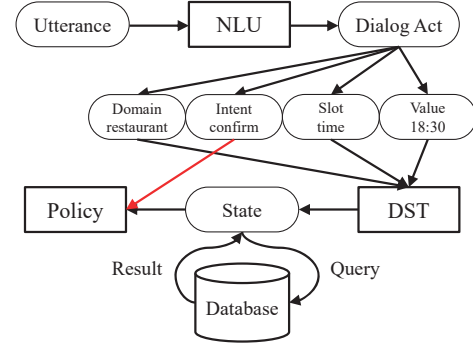 Utterance
NLU
Dialog Act
Domain
restaurant
Intent
confirm
Slot
time
Value
18:30
Policy
State
DST
Result
Query
Database